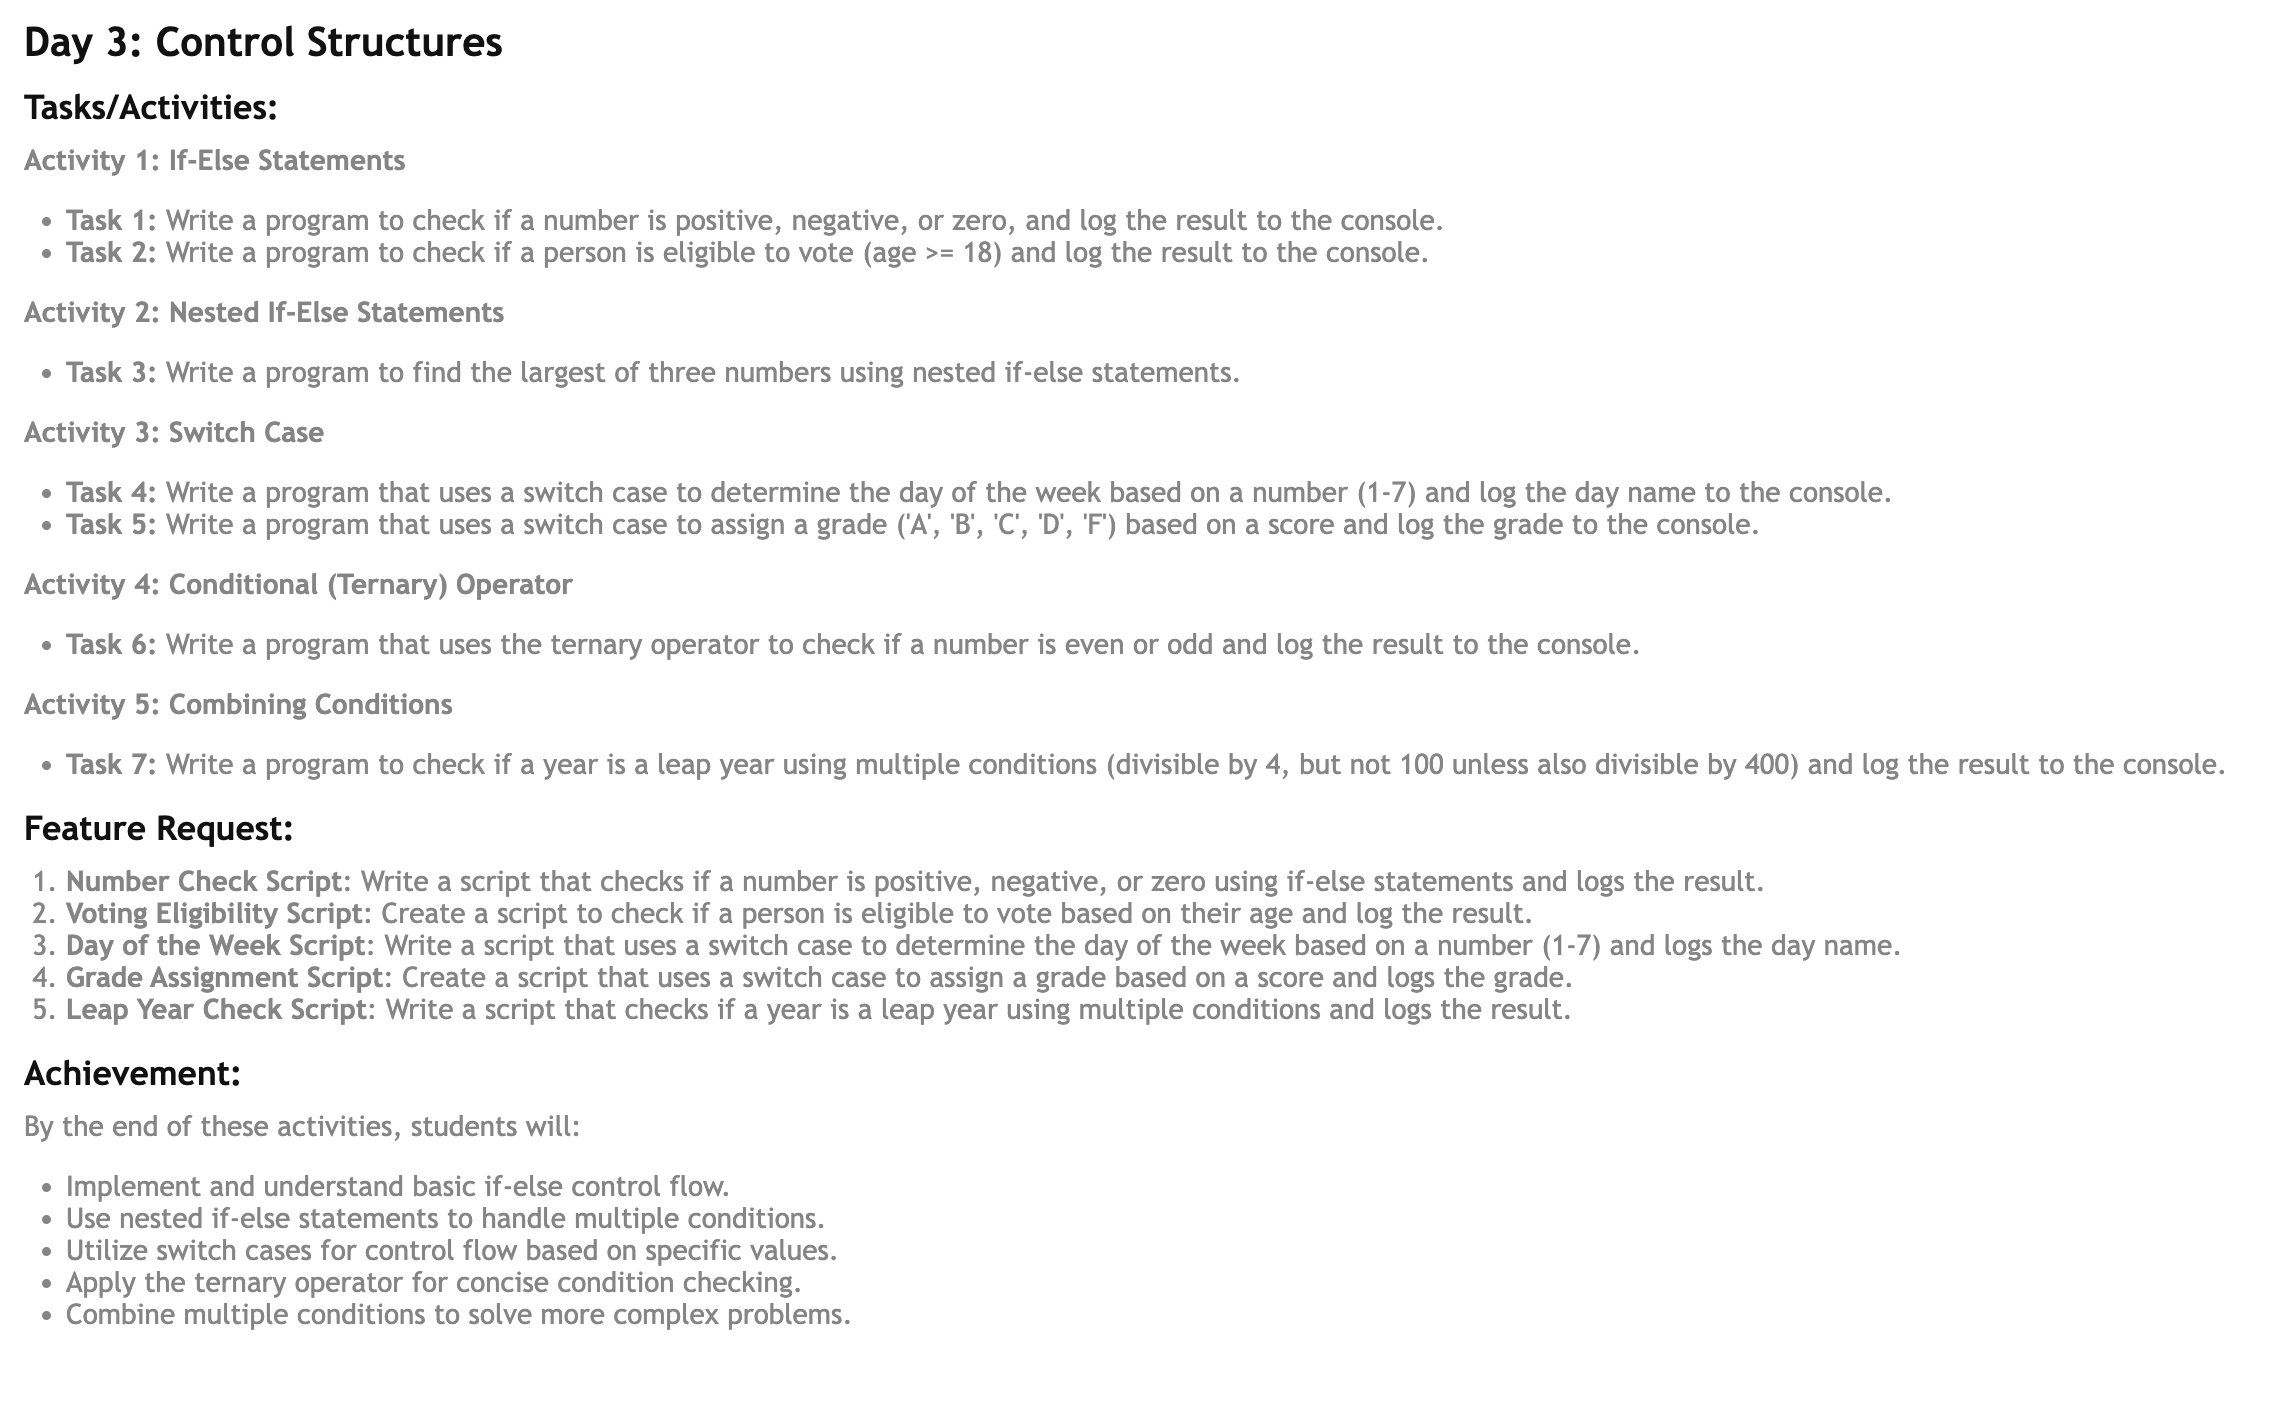 Day 3: Control Structures
Tasks/Activities:
Activity 1: If-Else Statements
• Task 1: Write a program to check if a number is positive, negative, or zero, and log the result to the console.
• Task 2: Write a program to check if a person is eligible to vote (age >= 18) and log the result to the console.
Activity 2: Nested If-Else Statements
• Task 3: Write a program to find the largest of three numbers using nested if-else statements.
Activity 3: Switch Case
• Task 4: Write a program that uses a switch case to determine the day of the week based on a number (1-7) and log the day name to the console.
• Task 5: Write a program that uses a switch case to assign a grade ('A', 'B', 'C', 'D', 'F') based on a score and log the grade to the console.
Activity 4: Conditional (Ternary) Operator
• Task 6: Write a program that uses the ternary operator to check if a number is even or odd and log the result to the console.
Activity 5: Combining Conditions
• Task 7: Write a program to check if a year is a leap year using multiple conditions (divisible by 4, but not 100 unless also divisible by 400) and log the result to the console.
Feature Request:
1. Number Check Script: Write a script that checks if a number is positive, negative, or zero using if-else statements and logs the result.
2. Voting Eligibility Script: Create a script to check if a person is eligible to vote based on their age and log the result.
3. Day of the Week Script: Write a script that uses a switch case to determine the day of the week based on a number (1-7) and logs the day name.
4. Grade Assignment Script: Create a script that uses a switch case to assign a grade based on a score and logs the grade.
5. Leap Year Check Script: Write a script that checks if a year is a leap year using multiple conditions and logs the result.
Achievement:
By the end of these activities, students will:
• Implement and understand basic if-else control flow.
• Use nested if-else statements to handle multiple conditions.
• Utilize switch cases for control flow based on specific values.
• Apply the ternary operator for concise condition checking.
• Combine multiple conditions to solve more complex problems.